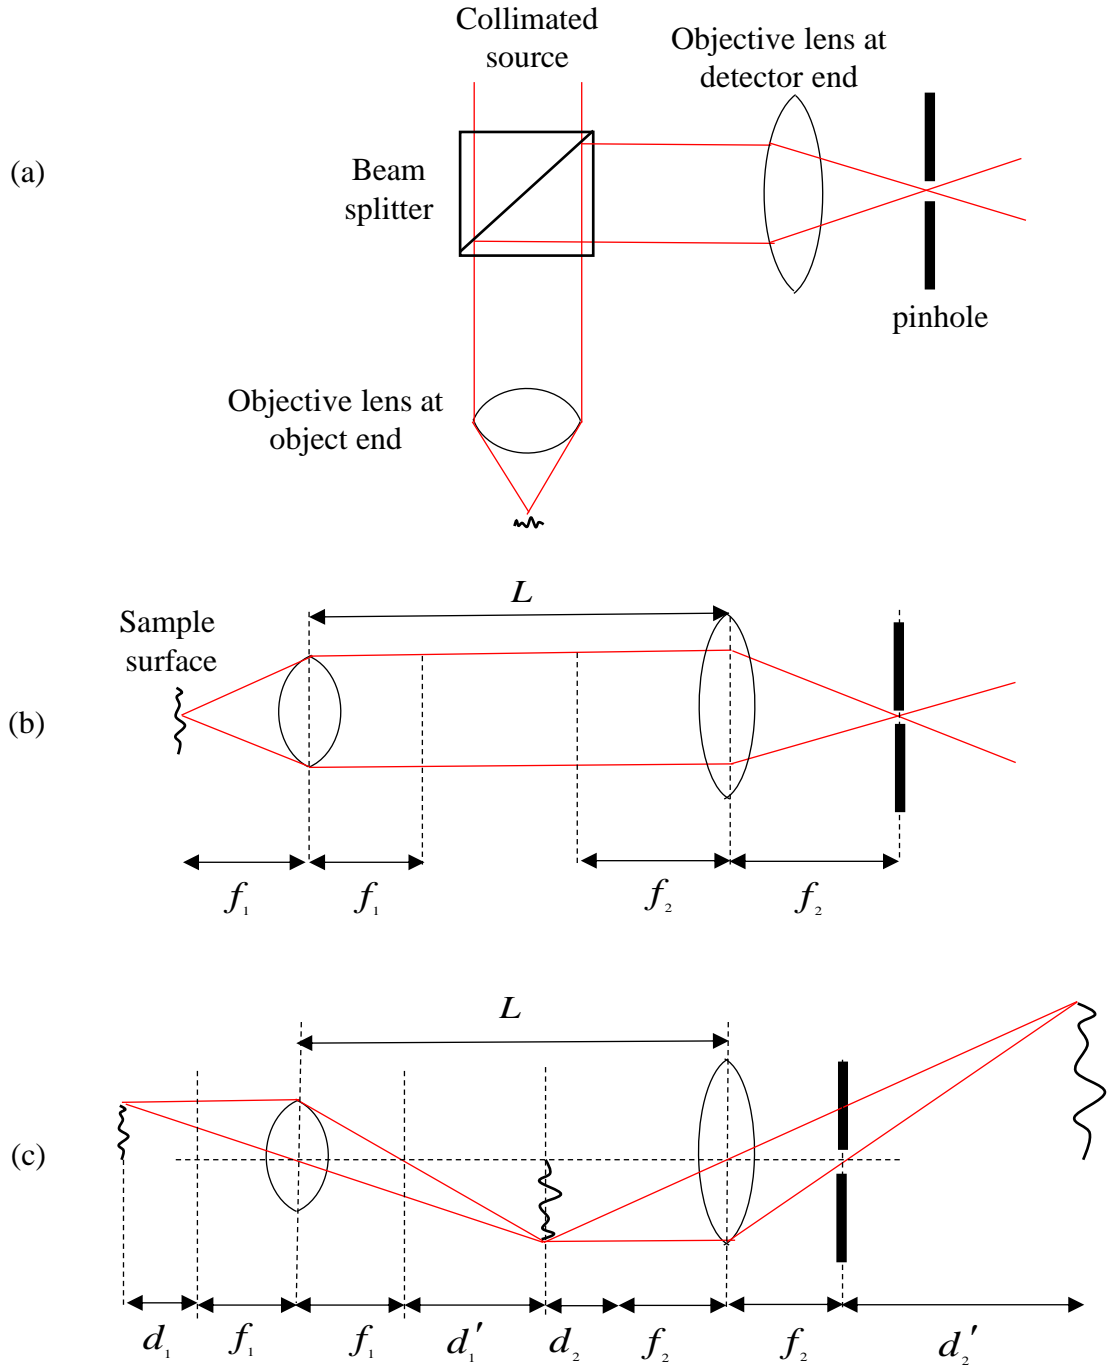 Collimated
source
Objective lens at
detector end
(a)
Beam
splitter
pinhole
Objective lens at
object end
L
Sample
surface
(b)
f₁
f₁
f₂
f₂
L
(c)
d₁
f₁
f₁
d₁′
d₂
f₂
f₂
d₂′